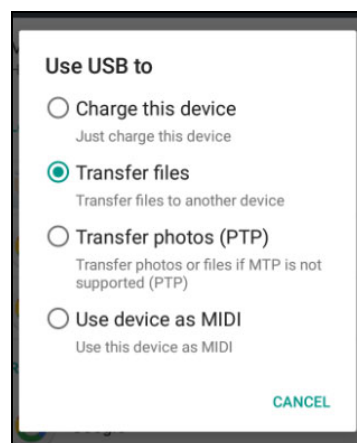 Use USB to
Charge this device
Just charge this device
Transfer files
Transfer files to another device
Transfer photos (PTP)
Transfer photos or files if MTP is not
supported (PTP)
Use device as MIDI
Use this device as MIDI
CANCEL